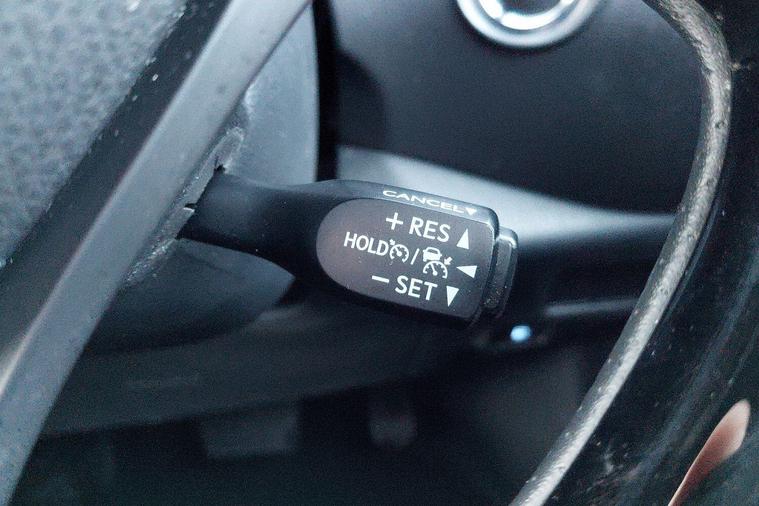 CANCEL▼
+ RES ▲
HOLD / ◀
− SET ▼